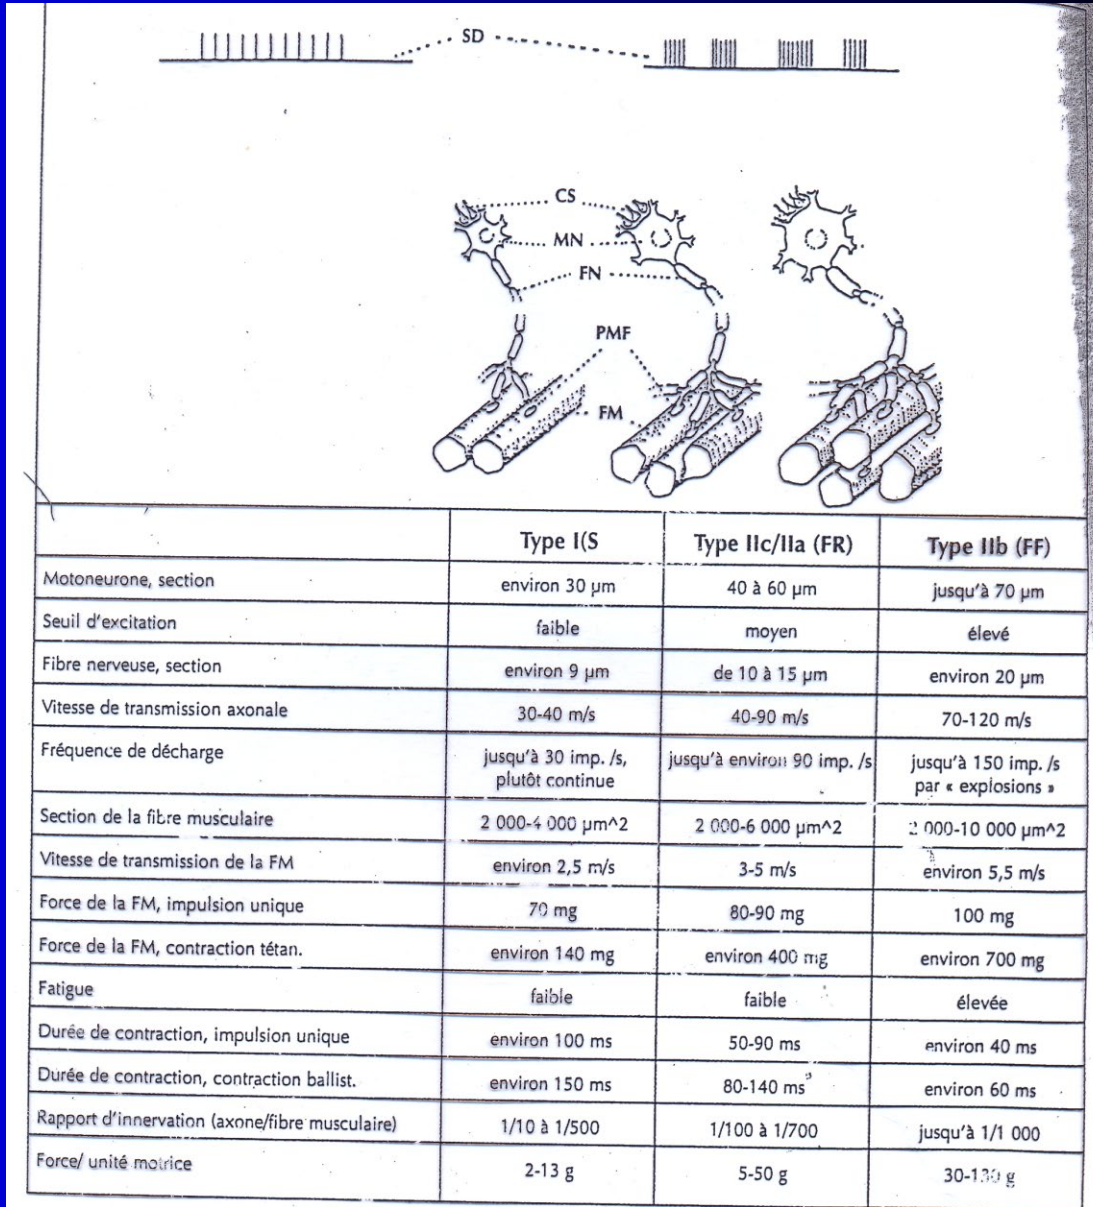 SD
CS
MN
FN
PMF
FM
Type I(S Type IIc/IIa (FR) Type IIb (FF)
Motoneurone, section environ 30 µm 40 à 60 µm jusqu'à 70 µm
Seuil d'excitation faible moyen élevé
Fibre nerveuse, section environ 9 µm de 10 à 15 µm environ 20 µm
Vitesse de transmission axonale 30-40 m/s 40-90 m/s 70-120 m/s
Fréquence de décharge jusqu'à 30 imp. /s, jusqu'à environ 90 imp. /s jusqu'à 150 imp. /s
plutôt continue par « explosions »
Section de la fibre musculaire 2 000-4 000 µm^2 2 000-6 000 µm^2 2 000-10 000 µm^2
Vitesse de transmission de la FM environ 2,5 m/s 3-5 m/s environ 5,5 m/s
Force de la FM, impulsion unique 70 mg 80-90 mg 100 mg
Force de la FM, contraction tétan. environ 140 mg environ 400 mg environ 700 mg
Fatigue faible faible élevée
Durée de contraction, impulsion unique environ 100 ms 50-90 ms environ 40 ms
Durée de contraction, contraction ballist. environ 150 ms 80-140 ms environ 60 ms
Rapport d'innervation (axone/fibre musculaire) 1/10 à 1/500 1/100 à 1/700 jusqu'à 1/1 000
Force/ unité motrice 2-13 g 5-50 g 30-130 g